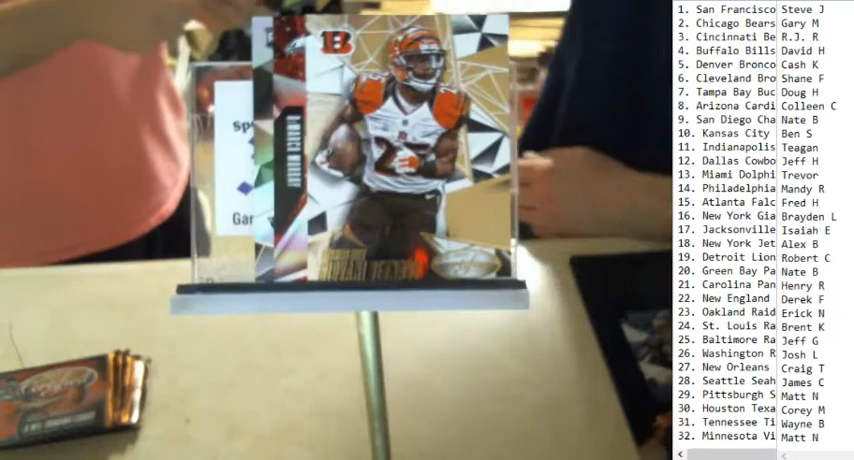 1. San Francisco Steve J
2. Chicago Bears Gary M
3. Cincinnati Be R.J. R
4. Buffalo Bills David H
5. Denver Bronco Cash K
6. Cleveland Bro Shane F
7. Tampa Bay Buc Doug H
8. Arizona Cardi Colleen C
9. San Diego Cha Nate B
10. Kansas City Ben S
11. Indianapolis Teagan
12. Dallas Cowbo Jeff H
13. Miami Dolphi Trevor
14. Philadelphia Mandy R
15. Atlanta Falc Fred H
16. New York Gia Brayden L
17. Jacksonville Isaiah E
18. New York Jet Alex B
19. Detroit Lion Robert C
20. Green Bay Pa Nate B
21. Carolina Pan Henry R
22. New England Derek F
23. Oakland Raid Erick N
24. St. Louis Ra Brent K
25. Baltimore Ra Jeff G
26. Washington R Josh L
27. New Orleans Craig T
28. Seattle Seah James C
29. Pittsburgh S Matt N
30. Houston Texa Corey M
31. Tennessee Ti Wayne B
32. Minnesota Vi Matt N
B
Sp
Gar
MURRAY
Certified